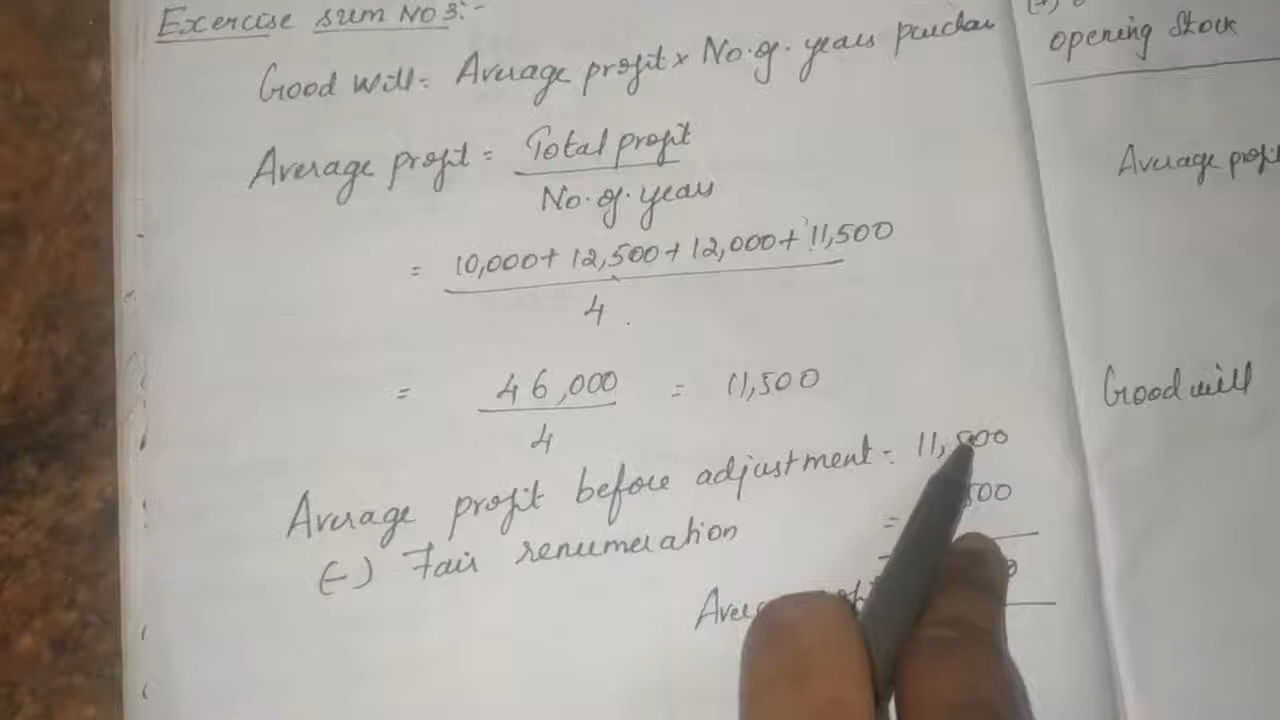 Exercise sum No 3:-
Good will = Average profit x No.of.years
Average profit = Total profit
No.of.years
= 10,000+ 12,500+ 12,000+ 11,500
4
= 46,000 = 11,500
4
Average profit before adjustment = 11,500
(-) Fair renumeration =
opening Stock
Average
Good will